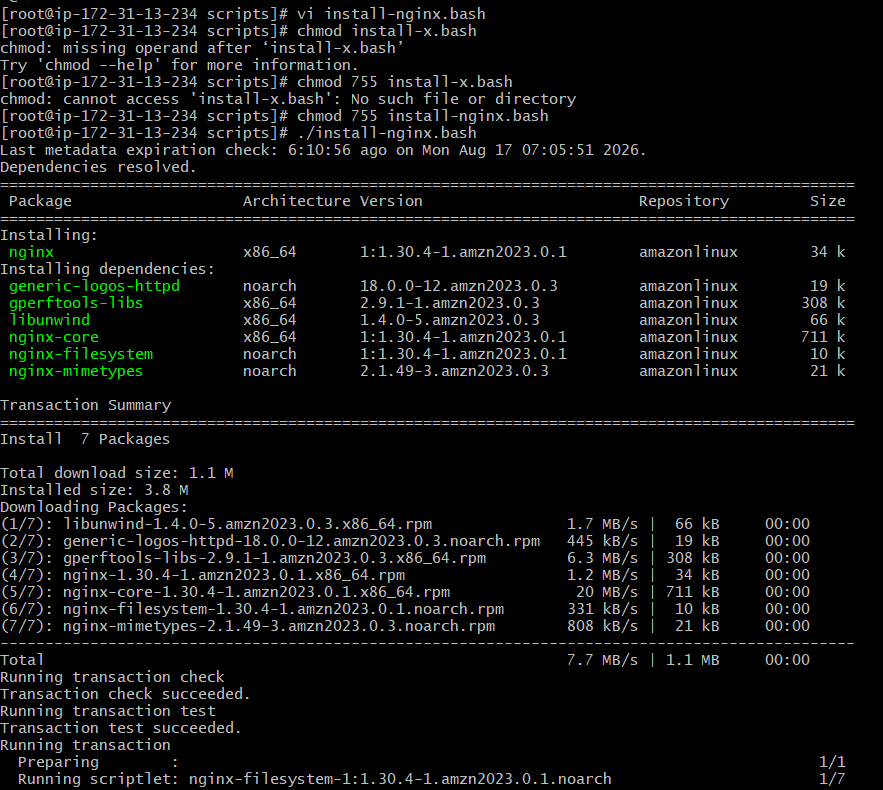 [root@ip-172-31-13-234 scripts]# vi install-nginx.bash
[root@ip-172-31-13-234 scripts]# chmod install-x.bash
chmod: missing operand after ‘install-x.bash’
Try 'chmod --help' for more information.
[root@ip-172-31-13-234 scripts]# chmod 755 install-x.bash
chmod: cannot access 'install-x.bash': No such file or directory
[root@ip-172-31-13-234 scripts]# chmod 755 install-nginx.bash
[root@ip-172-31-13-234 scripts]# ./install-nginx.bash
Last metadata expiration check: 6:10:56 ago on Mon Aug 17 07:05:51 2026.
Dependencies resolved.
===============================================================================================
 Package                   Architecture Version                        Repository         Size
===============================================================================================
Installing:
 nginx                     x86_64       1:1.30.4-1.amzn2023.0.1        amazonlinux        34 k
Installing dependencies:
 generic-logos-httpd       noarch       18.0.0-12.amzn2023.0.3         amazonlinux        19 k
 gperftools-libs           x86_64       2.9.1-1.amzn2023.0.3           amazonlinux       308 k
 libunwind                 x86_64       1.4.0-5.amzn2023.0.3           amazonlinux        66 k
 nginx-core                x86_64       1:1.30.4-1.amzn2023.0.1        amazonlinux       711 k
 nginx-filesystem          noarch       1:1.30.4-1.amzn2023.0.1        amazonlinux        10 k
 nginx-mimetypes           noarch       2.1.49-3.amzn2023.0.3          amazonlinux        21 k

Transaction Summary
===============================================================================================
Install  7 Packages

Total download size: 1.1 M
Installed size: 3.8 M
Downloading Packages:
(1/7): libunwind-1.4.0-5.amzn2023.0.3.x86_64.rpm               1.7 MB/s |  66 kB     00:00
(2/7): generic-logos-httpd-18.0.0-12.amzn2023.0.3.noarch.rpm   445 kB/s |  19 kB     00:00
(3/7): gperftools-libs-2.9.1-1.amzn2023.0.3.x86_64.rpm         6.3 MB/s | 308 kB     00:00
(4/7): nginx-1.30.4-1.amzn2023.0.1.x86_64.rpm                  1.2 MB/s |  34 kB     00:00
(5/7): nginx-core-1.30.4-1.amzn2023.0.1.x86_64.rpm              20 MB/s | 711 kB     00:00
(6/7): nginx-filesystem-1.30.4-1.amzn2023.0.1.noarch.rpm       331 kB/s |  10 kB     00:00
(7/7): nginx-mimetypes-2.1.49-3.amzn2023.0.3.noarch.rpm        808 kB/s |  21 kB     00:00
-----------------------------------------------------------------------------------------------
Total                                                          7.7 MB/s | 1.1 MB     00:00
Running transaction check
Transaction check succeeded.
Running transaction test
Transaction test succeeded.
Running transaction
  Preparing        :                                                                       1/1
  Running scriptlet: nginx-filesystem-1:1.30.4-1.amzn2023.0.1.noarch                       1/7